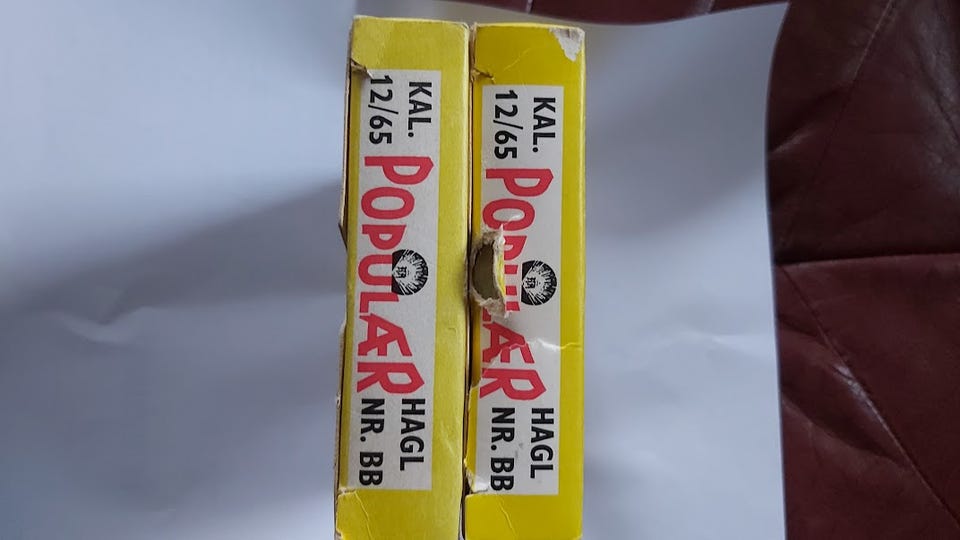 KAL.
12/65
POPULÆR
HAGL
NR. BB
KAL.
12/65
POPULÆR
HAGL
NR. BB